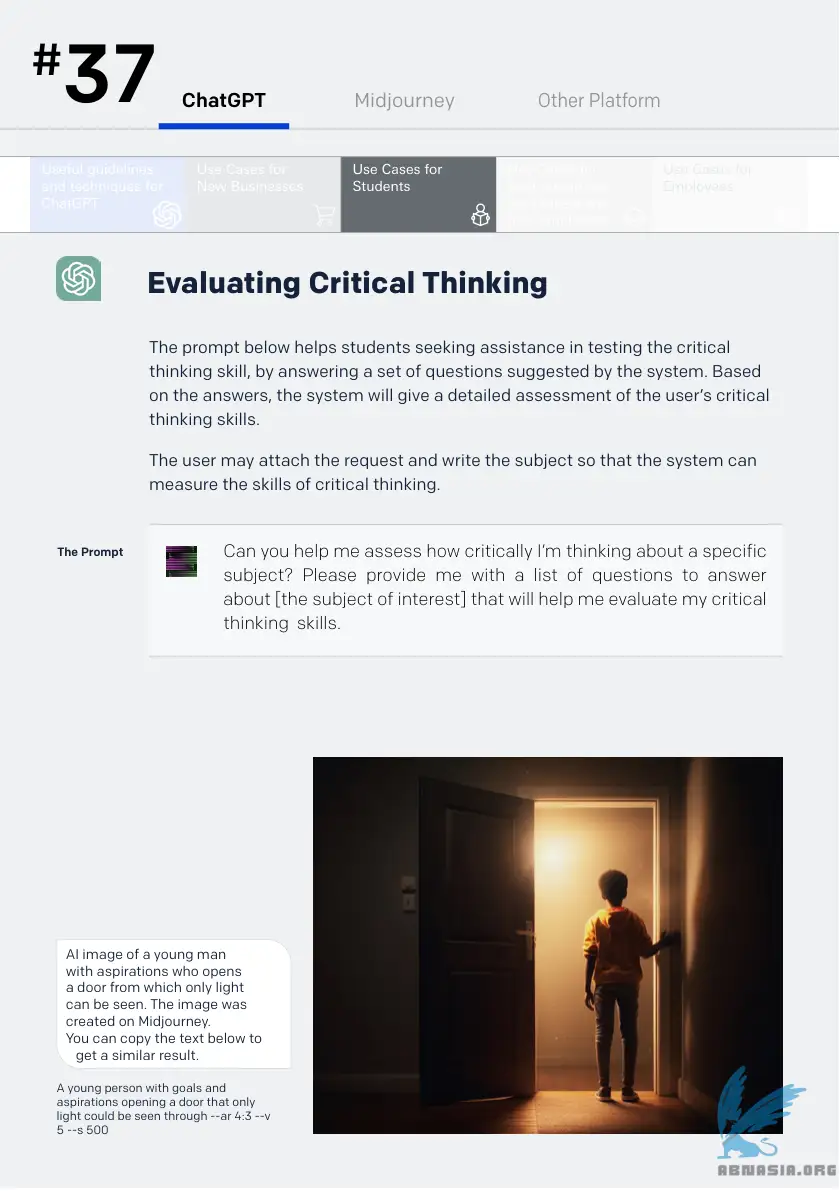 #37
ChatGPT
Midjourney
Other Platform
Useful guidelines
and techniques for
ChatGPT
Use Cases for
New Businesses
Use Cases for
Students
Use Cases for
Employees
Evaluating Critical Thinking
The prompt below helps students seeking assistance in testing the critical
thinking skill, by answering a set of questions suggested by the system. Based
on the answers, the system will give a detailed assessment of the user’s critical
thinking skills.
The user may attach the request and write the subject so that the system can
measure the skills of critical thinking.
The Prompt
Can you help me assess how critically I’m thinking about a specific
subject? Please provide me with a list of questions to answer
about [the subject of interest] that will help me evaluate my critical
thinking skills.
AI image of a young man
with aspirations who opens
a door from which only light
can be seen. The image was
created on Midjourney.
You can copy the text below to
get a similar result.
A young person with goals and
aspirations opening a door that only
light could be seen through --ar 4:3 --v
5 --s 500
ABNASIA.ORG